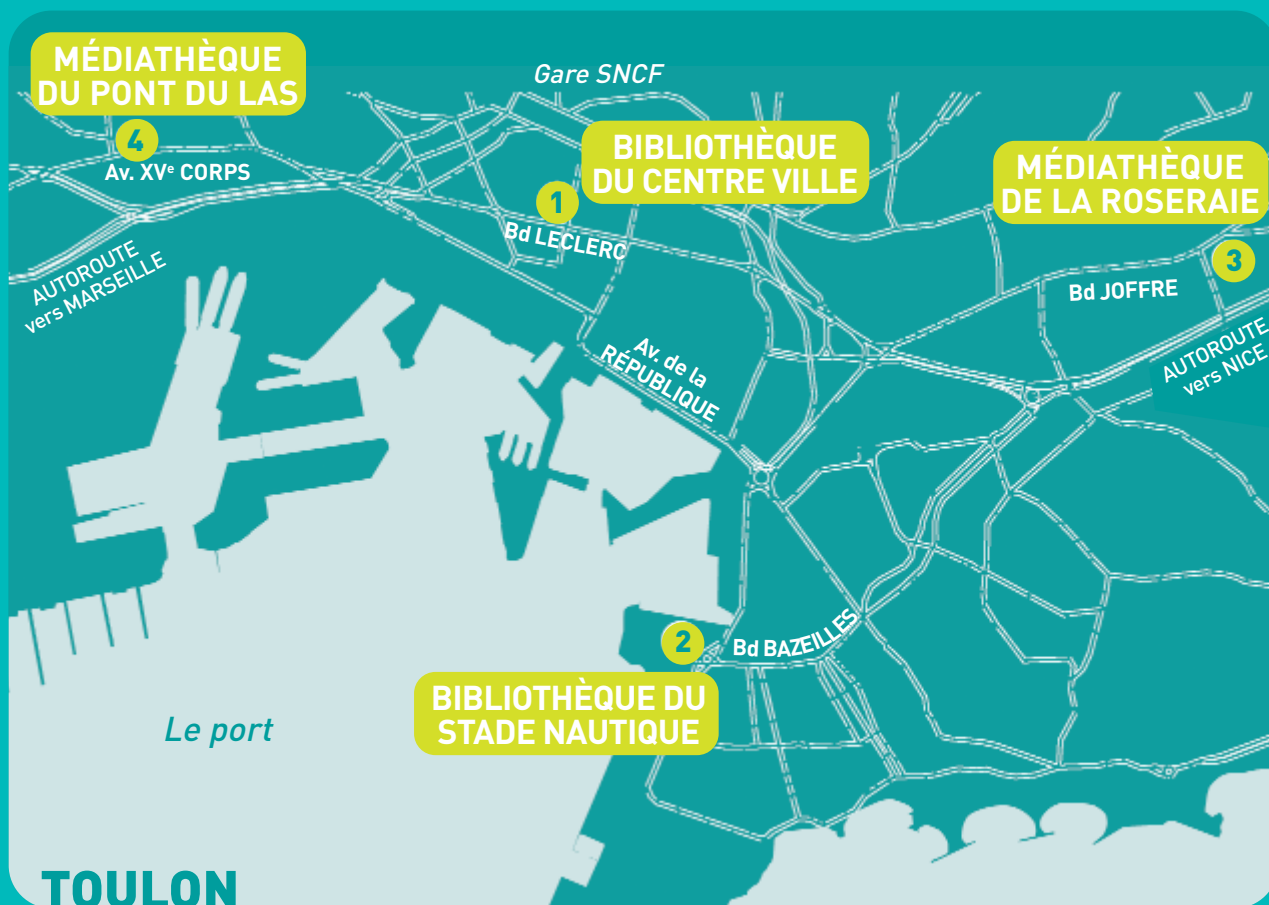 MÉDIATHÈQUE
DU PONT DU LAS
4
Av. XVe CORPS
Gare SNCF
BIBLIOTHÈQUE
DU CENTRE VILLE
1
Bd LECLERC
MÉDIATHÈQUE
DE LA ROSERAIE
3
Bd JOFFRE
AUTOROUTE
vers MARSEILLE
AUTOROUTE
vers NICE
Av. de la
RÉPUBLIQUE
2
Bd BAZEILLES
BIBLIOTHÈQUE DU
STADE NAUTIQUE
Le port
TOULON